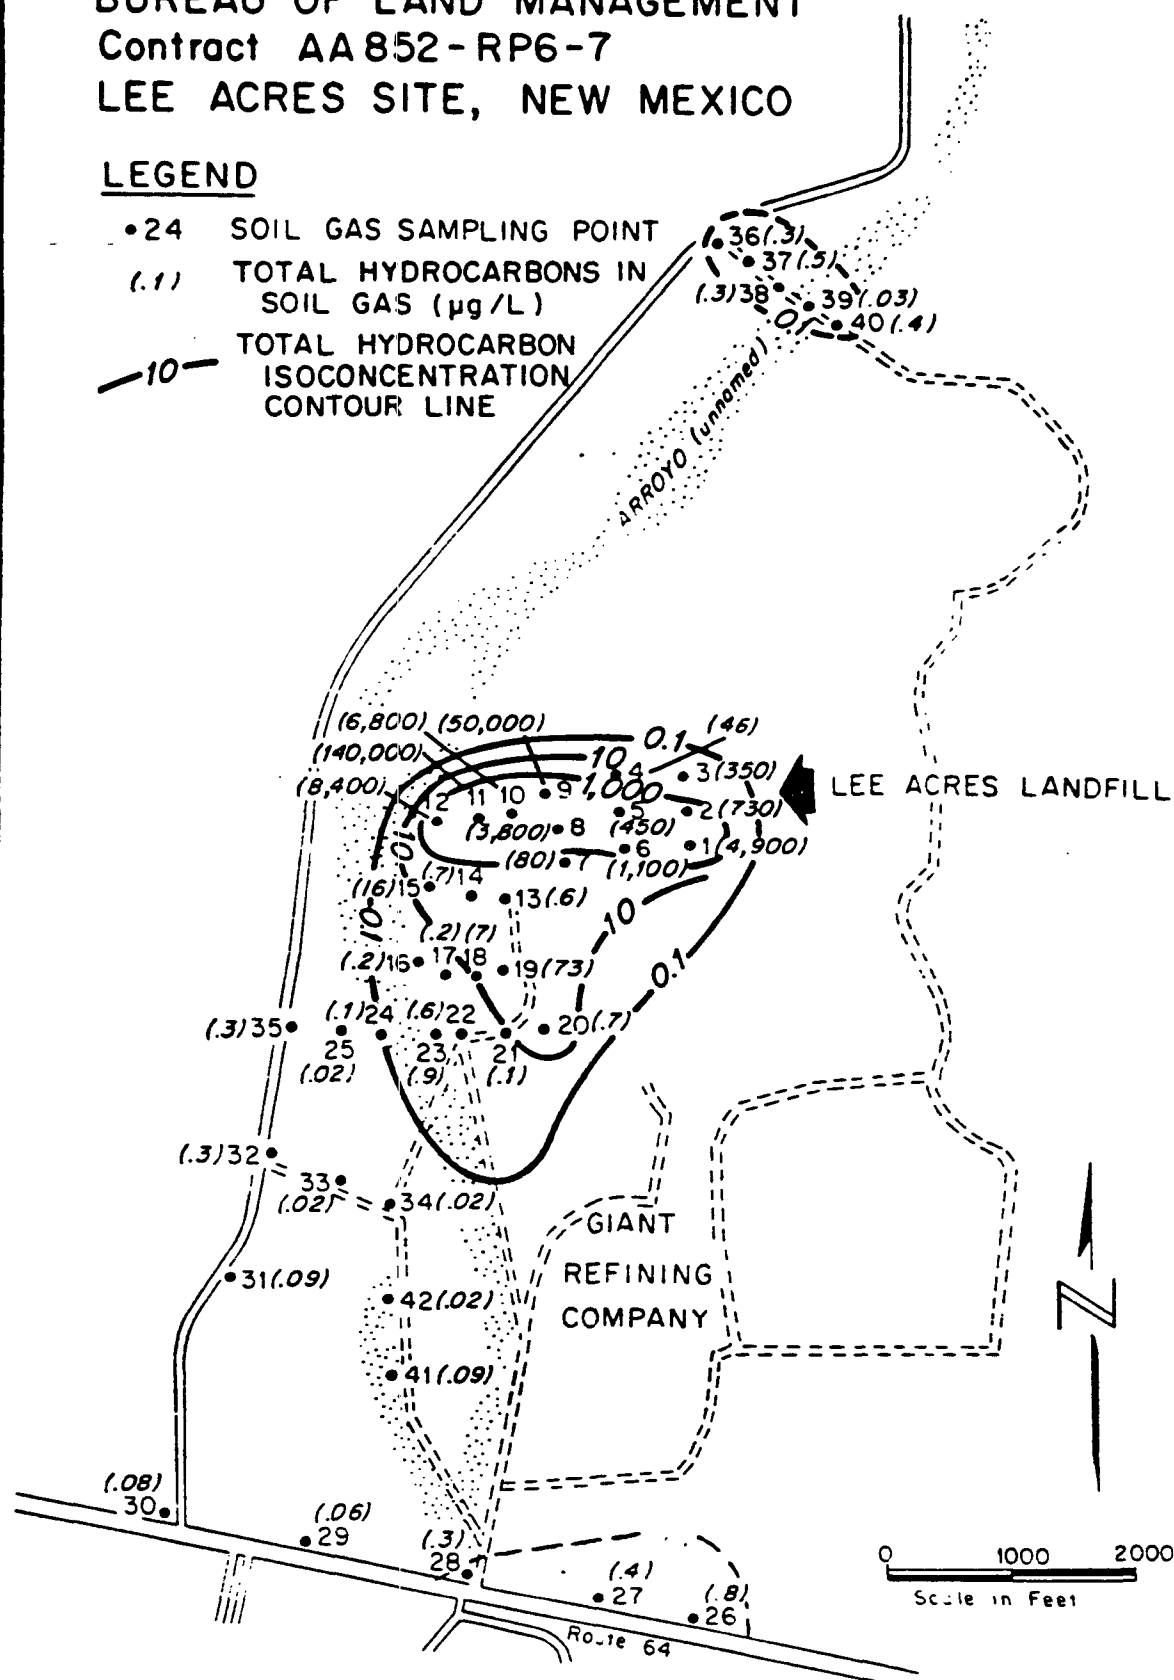 BUREAU OF LAND MANAGEMENT
Contract AA852-RP6-7
LEE ACRES SITE, NEW MEXICO
LEGEND
•24 SOIL GAS SAMPLING POINT
(.1) TOTAL HYDROCARBONS IN
SOIL GAS (µg/L)
10 TOTAL HYDROCARBON
ISOCONCENTRATION
CONTOUR LINE
36(.3)
37(.5)
(.3)38
39(.03)
0.1
40(.4)
ARROYO (unnamed)
(6,800) (50,000)
(46)
(140,000)
0.1
10
4
3(350)
(8,400)
1,000
LEE ACRES LANDFILL
12 11 10 9
5
2(730)
(3,800) 8 (450)
10
6
1(4,900)
(80) 7 (1,100)
(16)15 (.7)14
13(.6)
10
0.1
(.2)(7)
(.2)16 17 18
19(73)
0.1
(.3)35 (.1)24 (.6)22
20(.7)
25 23 21
(.02) (.9) (.1)
(.3)32
33
(.02)
34(.02)
GIANT
REFINING
COMPANY
31(.09)
42(.02)
41(.09)
N
(.08)
30
(.06)
29
(.3)
28
(.4)
27
(.8)
26
Route 64
0 1000 2000
Scale in Feet